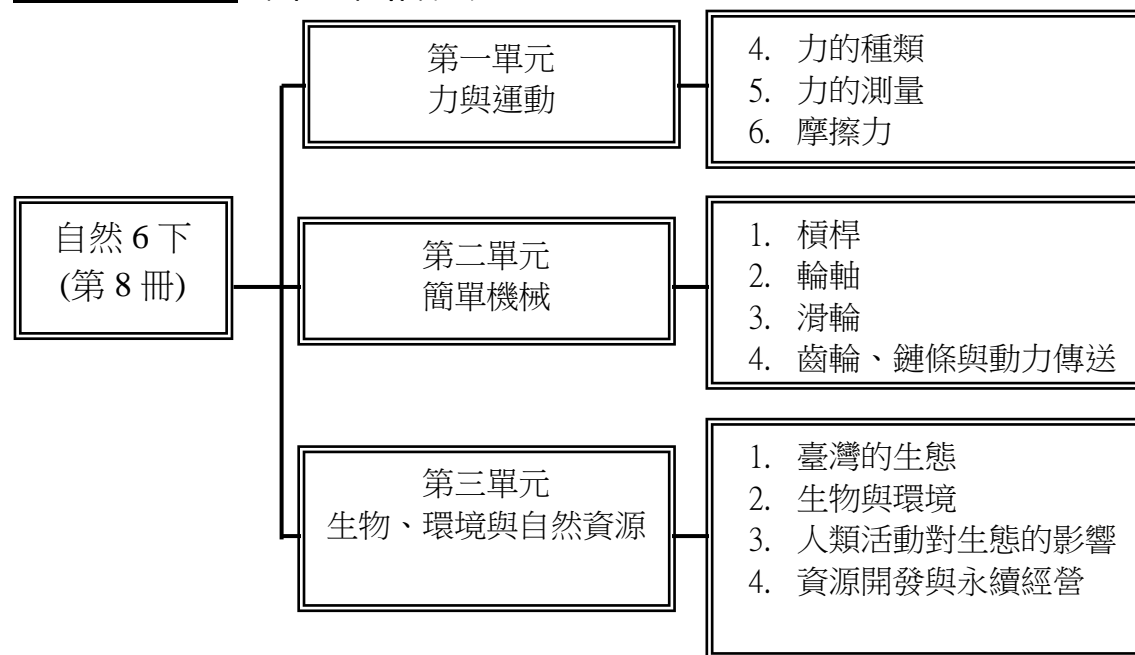 第一單元
力與運動
4. 力的種類
5. 力的測量
6. 摩擦力
自然 6 下
(第 8 冊)
第二單元
簡單機械
1. 槓桿
2. 輪軸
3. 滑輪
4. 齒輪、鏈條與動力傳送
第三單元
生物、環境與自然資源
1. 臺灣的生態
2. 生物與環境
3. 人類活動對生態的影響
4. 資源開發與永續經營